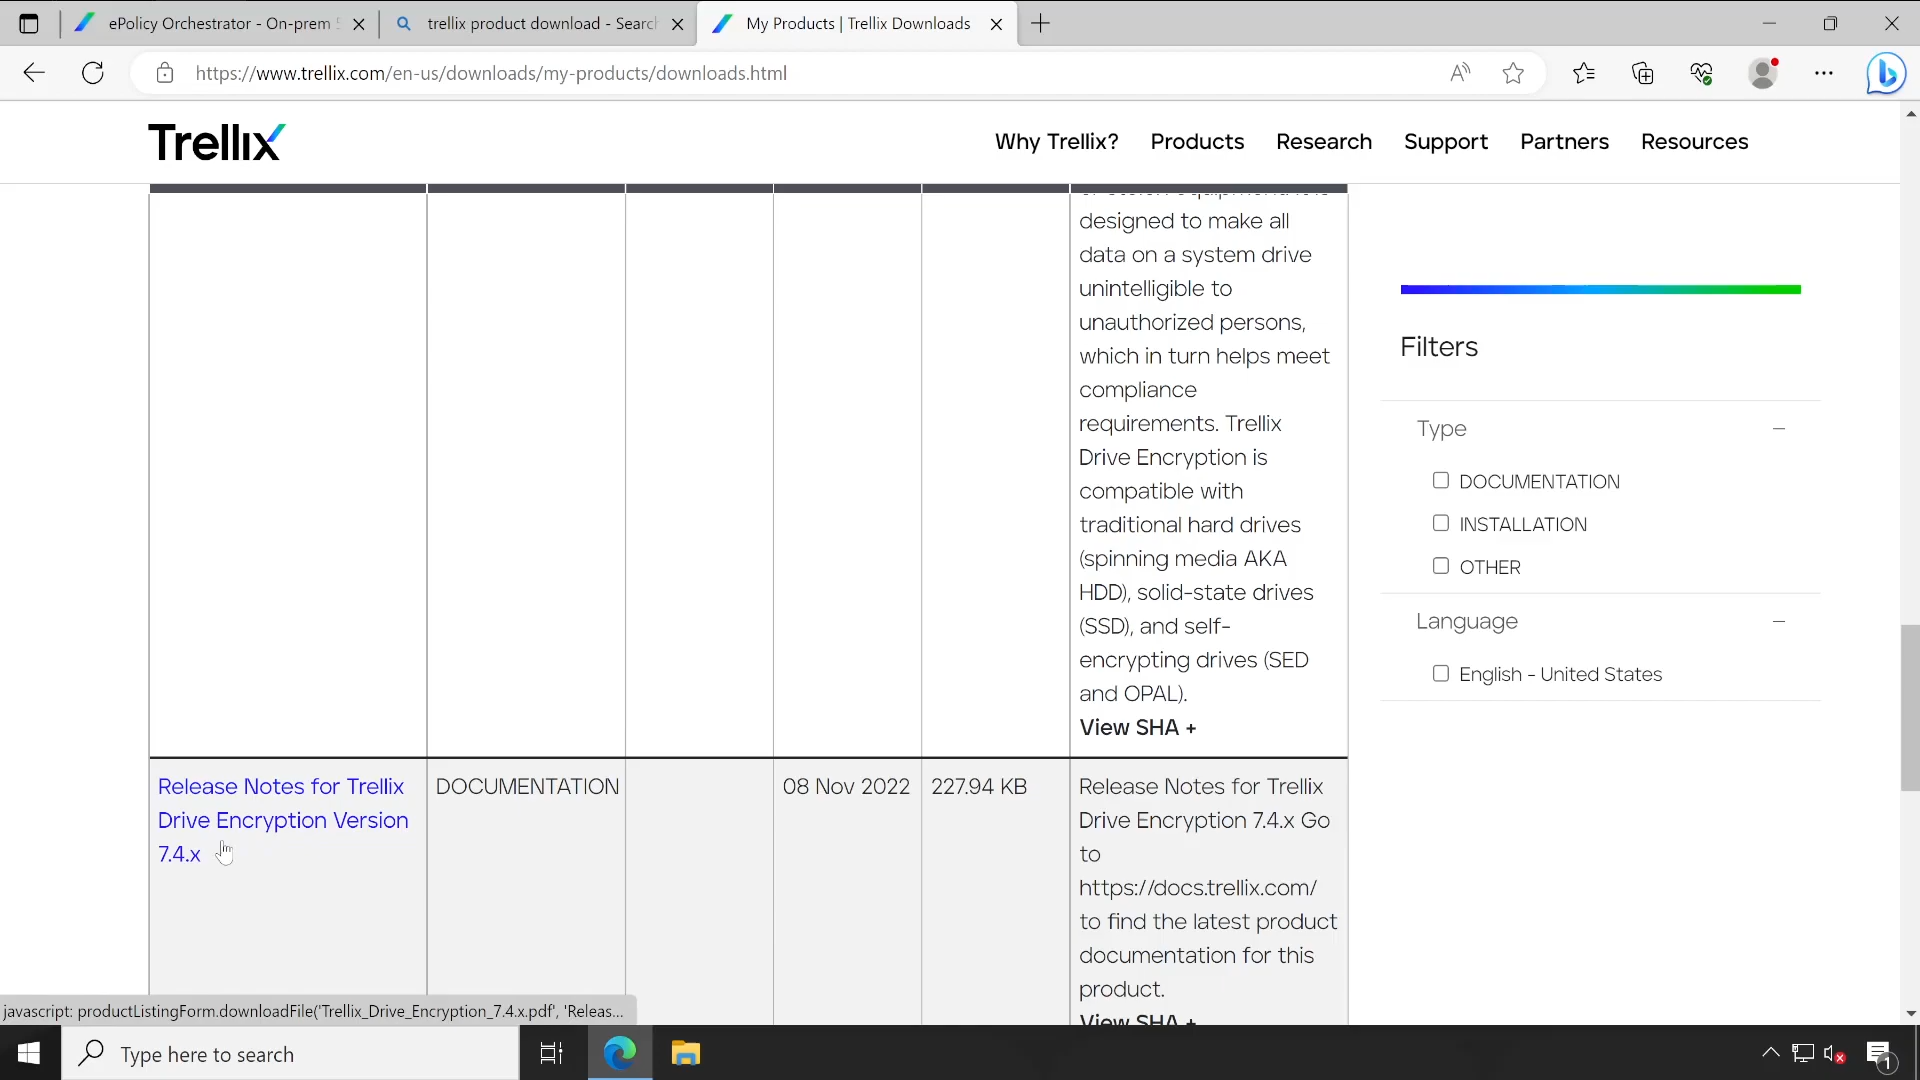 ePolicy Orchestrator - On-prem 5
trellix product download - Search
My Products | Trellix Downloads
https://www.trellix.com/en-us/downloads/my-products/downloads.html
Trellix
Why Trellix?
Products
Research
Support
Partners
Resources
designed to make all
data on a system drive
unintelligible to
unauthorized persons,
which in turn helps meet
compliance
requirements. Trellix
Drive Encryption is
compatible with
traditional hard drives
(spinning media AKA
HDD), solid-state drives
(SSD), and self-
encrypting drives (SED
and OPAL).
View SHA +
Filters
Type
DOCUMENTATION
INSTALLATION
OTHER
Language
English - United States
Release Notes for Trellix
Drive Encryption Version
7.4.x
DOCUMENTATION
08 Nov 2022
227.94 KB
Release Notes for Trellix
Drive Encryption 7.4.x Go
to
https://docs.trellix.com/
to find the latest product
documentation for this
product.
View SHA +
javascript: productListingForm.downloadFile('Trellix_Drive_Encryption_7.4.x.pdf', 'Releas...
Type here to search
1